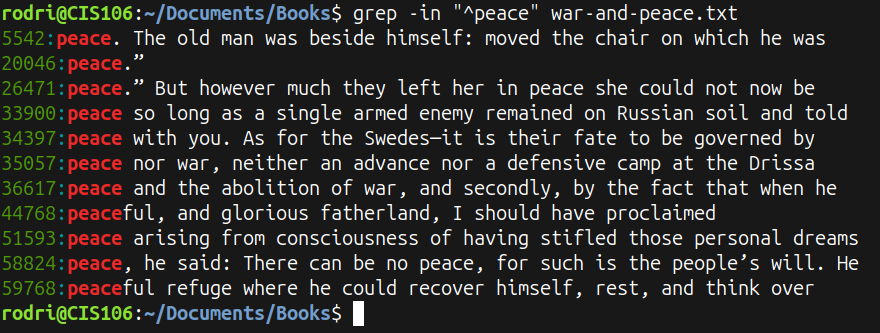 rodri@CIS106:~/Documents/Books$ grep -in "^peace" war-and-peace.txt
5542:peace. The old man was beside himself: moved the chair on which he was
20046:peace.”
26471:peace.” But however much they left her in peace she could not now be
33900:peace so long as a single armed enemy remained on Russian soil and told
34397:peace with you. As for the Swedes—it is their fate to be governed by
35057:peace nor war, neither an advance nor a defensive camp at the Drissa
36617:peace and the abolition of war, and secondly, by the fact that when he
44768:peaceful, and glorious fatherland, I should have proclaimed
51593:peace arising from consciousness of having stifled those personal dreams
58824:peace, he said: There can be no peace, for such is the people’s will. He
59768:peaceful refuge where he could recover himself, rest, and think over
rodri@CIS106:~/Documents/Books$